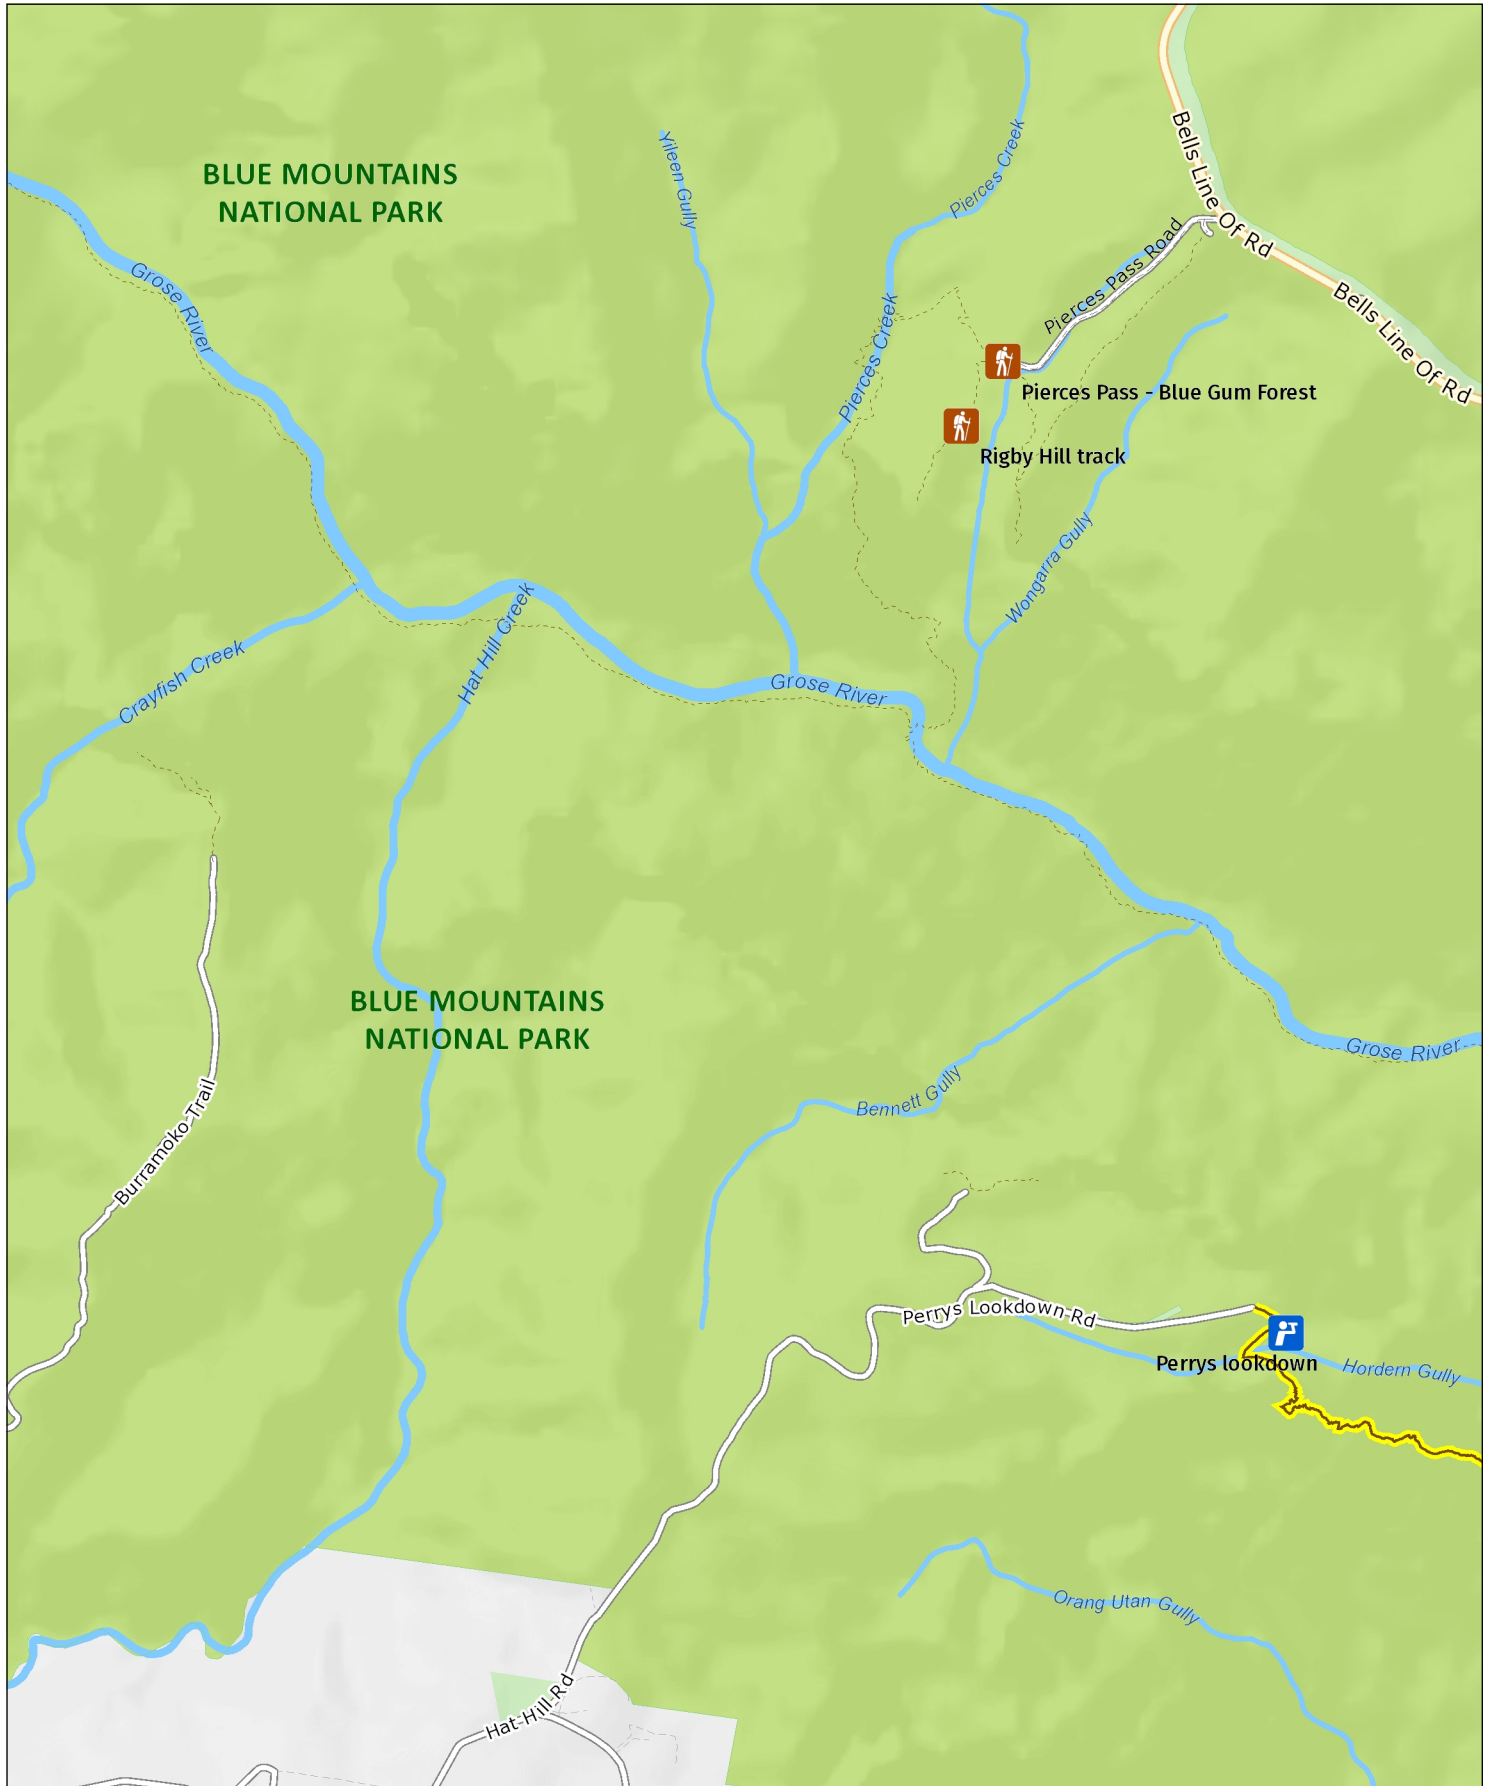 Pierces Creek
Yileen Gully
Bells Line Of Rd
BLUE MOUNTAINS
NATIONAL PARK
Pierces Pass Road
Grose River
Bells Line Of Rd
Pierces Creek
Pierces Pass - Blue Gum Forest
Rigby Hill track
Wongarra Gully
Hat Hill Creek
Crayfish Creek
Grose River
BLUE MOUNTAINS
NATIONAL PARK
Grose River
Bennett Gully
Burramoko Trail
Perrys Lookdown Rd
Perrys lookdown
Hordern Gully
Orang Utan Gully
Hat Hill Rd